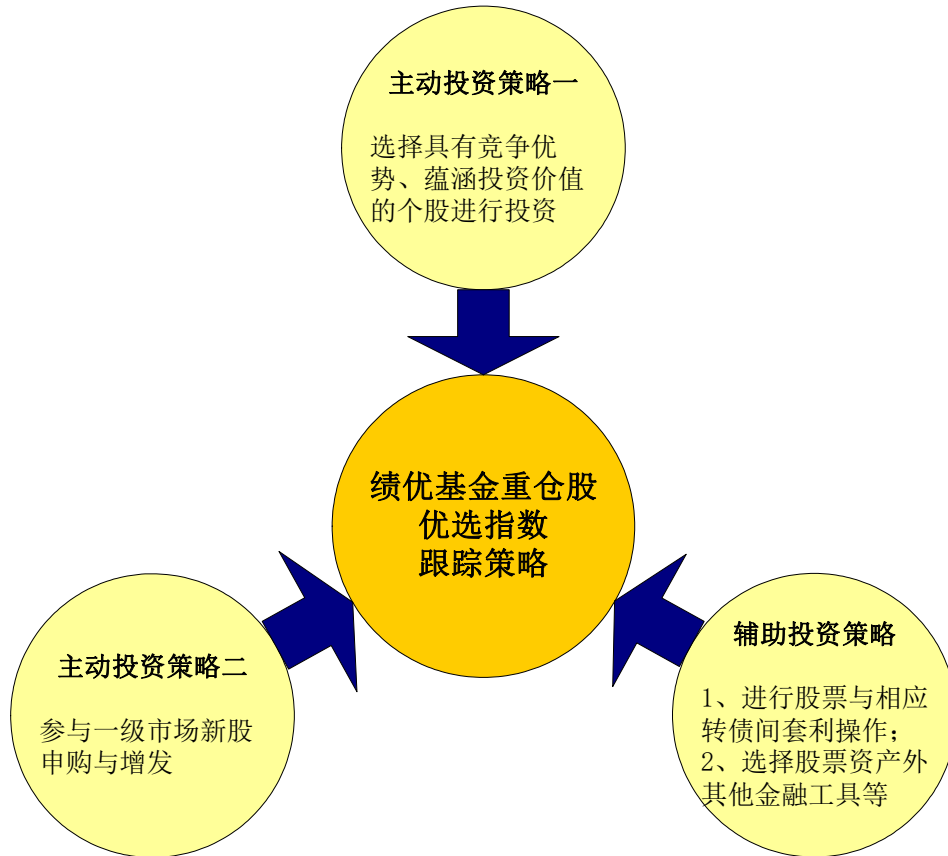 主动投资策略一
选择具有竞争优
势、蕴涵投资价值
的个股进行投资
绩优基金重仓股
优选指数
跟踪策略
主动投资策略二
参与一级市场新股
申购与增发
辅助投资策略
1、进行股票与相应
转债间套利操作；
2、选择股票资产外
其他金融工具等